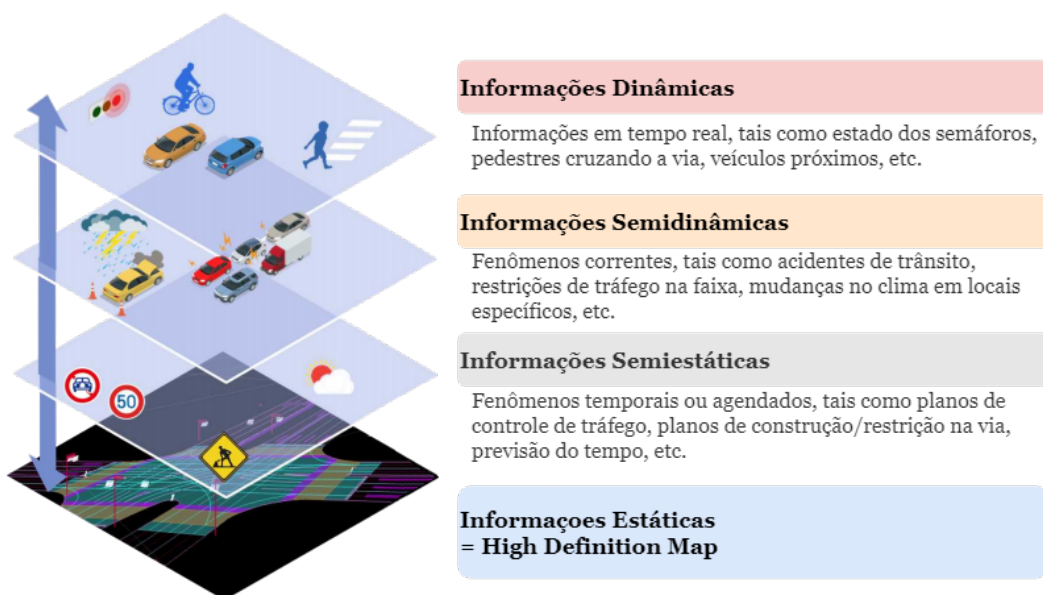 Informações Dinâmicas
Informações em tempo real, tais como estado dos semáforos,
pedestres cruzando a via, veículos próximos, etc.
Informações Semidinâmicas
Fenômenos correntes, tais como acidentes de trânsito,
restrições de tráfego na faixa, mudanças no clima em locais
específicos, etc.
Informações Semiestáticas
Fenômenos temporais ou agendados, tais como planos de
controle de tráfego, planos de construção/restrição na via,
previsão do tempo, etc.
50
Informaçoes Estáticas
= High Definition Map